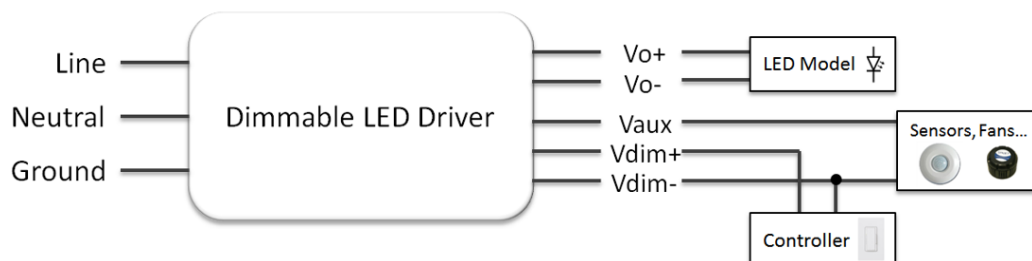 Line
Neutral
Ground
Dimmable LED Driver
Vo+
Vo-
Vaux
Vdim+
Vdim-
LED Model
Sensors, Fans...
Controller